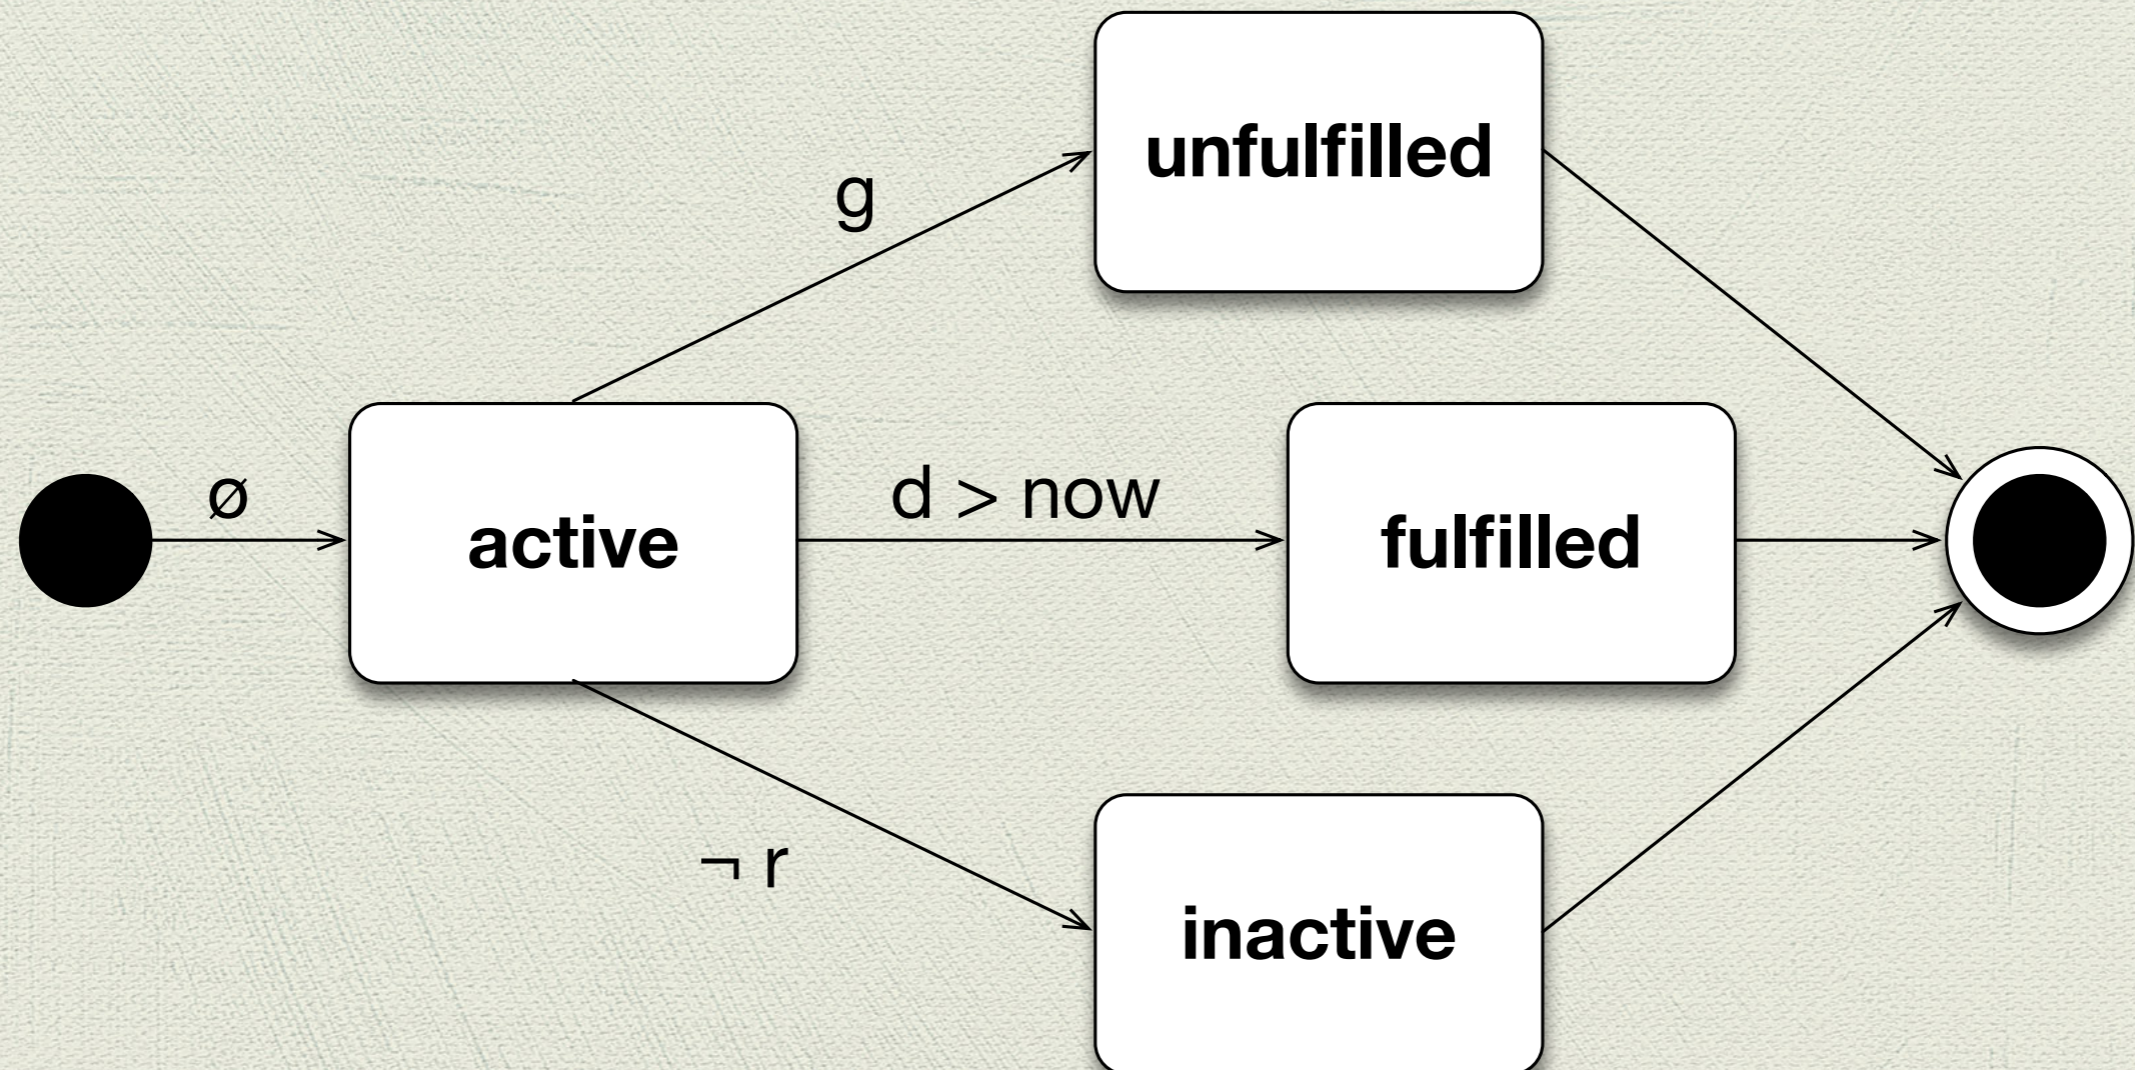 unfulfilled
g
ø
active
d > now
fulfilled
¬ r
inactive